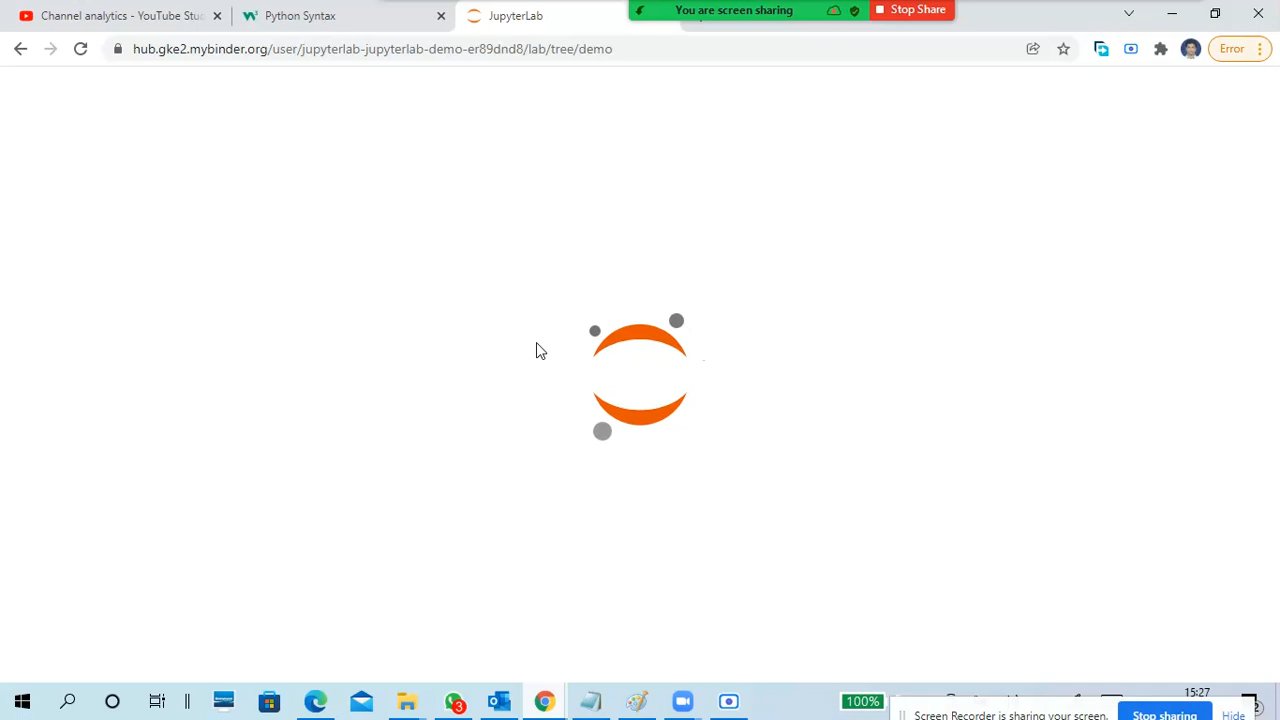 Channel analytics - YouTube Stu
Python Syntax
JupyterLab
You are screen sharing
Stop Share
hub.gke2.mybinder.org/user/jupyterlab-jupyterlab-demo-er89dnd8/lab/tree/demo
Error
3
100%
15:27
2
Screen Recorder is sharing your screen.
Stop sharing
Hide